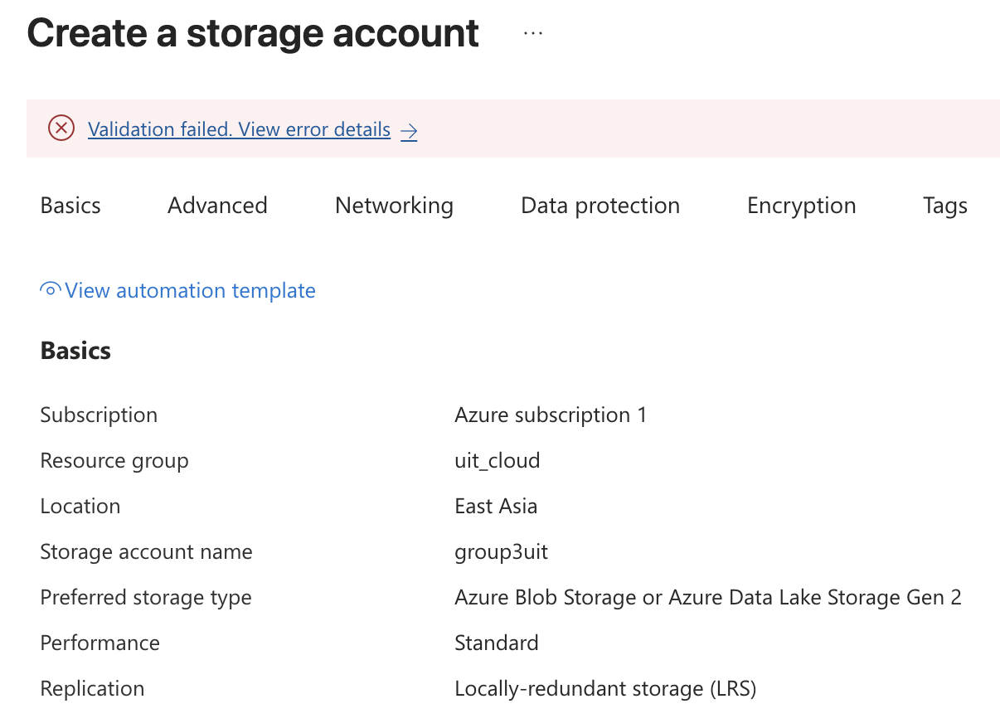 Create a storage account ...
Validation failed. View error details →
Basics Advanced Networking Data protection Encryption Tags
View automation template
Basics
Subscription Azure subscription 1
Resource group uit_cloud
Location East Asia
Storage account name group3uit
Preferred storage type Azure Blob Storage or Azure Data Lake Storage Gen 2
Performance Standard
Replication Locally-redundant storage (LRS)